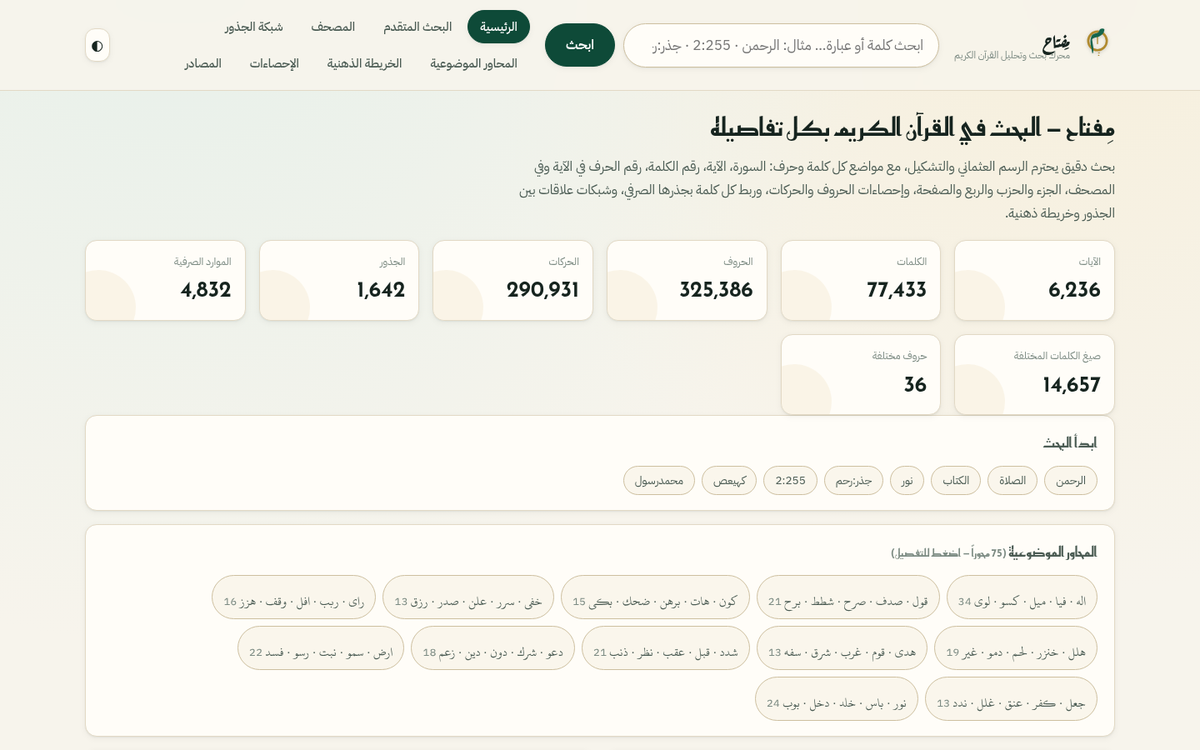 مِفتاح
محرك بحث وتحليل القرآن الكريم
ابحث كلمة أو عبارة... مثال: الرحمن · 2:255 · جذر:ر
ابحث
الرئيسية
البحث المتقدم
المصحف
شبكة الجذور
المحاور الموضوعية
الخريطة الذهنية
الإحصاءات
المصادر
مِفتاح – البحث في القرآن الكريم بكل تفاصيله
بحث دقيق يحترم الرسم العثماني والتشكيل، مع مواضع كل كلمة وحرف: السورة، الآية، رقم الكلمة، رقم الحرف في الآية وفي
المصحف، الجزء والحزب والربع والصفحة، وإحصاءات الحروف والحركات، وربط كل كلمة بجذرها الصرفي، وشبكات علاقات بين
الجذور وخريطة ذهنية.
الآيات
6,236
الكلمات
77,433
الحروف
325,386
الحركات
290,931
الجذور
1,642
الموارد الصرفية
4,832
صيغ الكلمات المختلفة
14,657
حروف مختلفة
36
ابدأ البحث
الرحمن
الصلاة
الكتاب
نور
جذر:رحم
2:255
كهيعص
محمدرسول
المحاور الموضوعية (75 محوراً – اضغط للتفصيل)
اله · فيا · ميل · كسو · لوى 34
قول · صدف · صرح · شطط · برح 21
كون · هات · برهن · ضحك · بكى 15
خفى · سرر · علن · صدر · رزق 13
راى · ريب · افل · وقف · هزز 16
هلل · خنزر · لحم · دمو · غير 19
هدى · قوم · غرب · شرق · سفه 13
شدد · قبل · عقب · نظر · ذنب 21
دعو · شرك · دون · دين · زعم 18
ارض · سمو · نبت · رسو · فسد 22
جعل · كفر · عنق · غلل · ندد 13
نور · باس · خلد · دخل · بوب 24